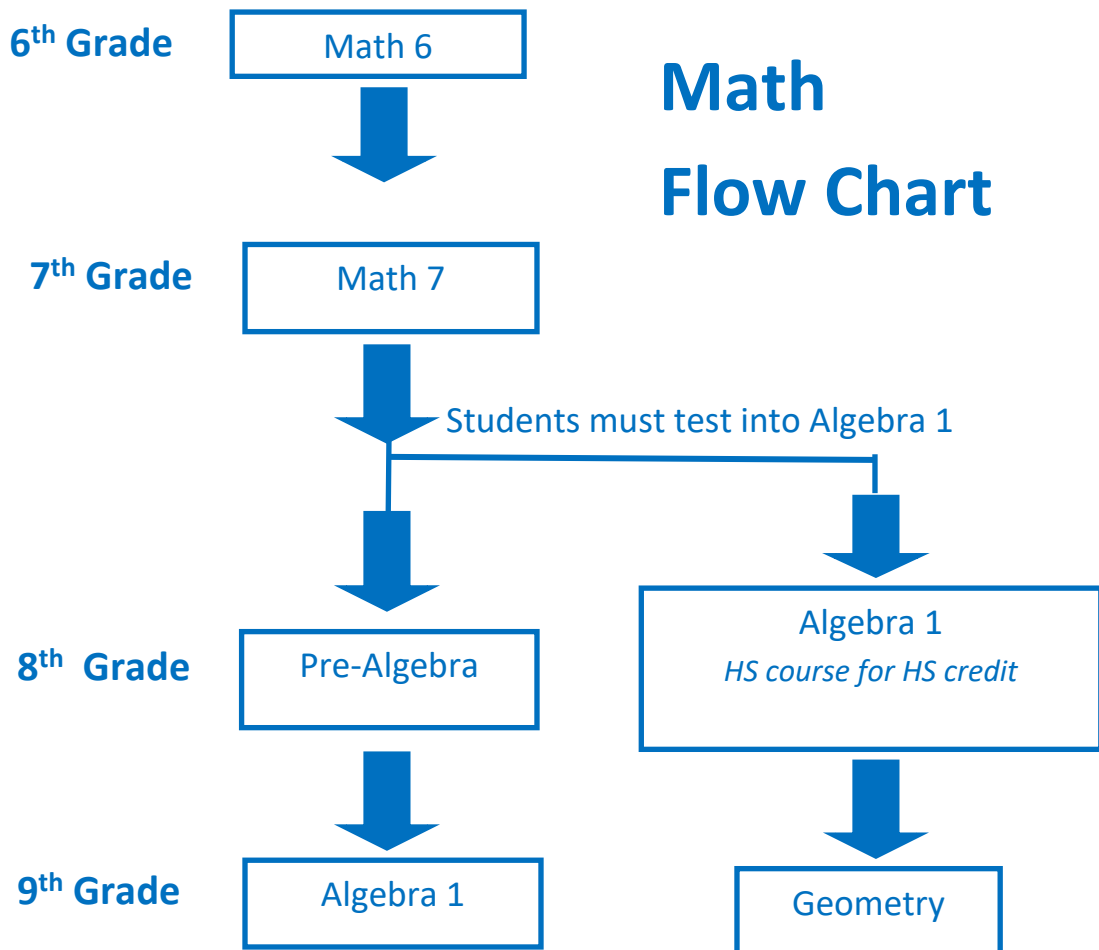 6th Grade
Math 6
Math
Flow Chart
7th Grade
Math 7
Students must test into Algebra 1
8th Grade
Pre-Algebra
Algebra 1
HS course for HS credit
9th Grade
Algebra 1
Geometry